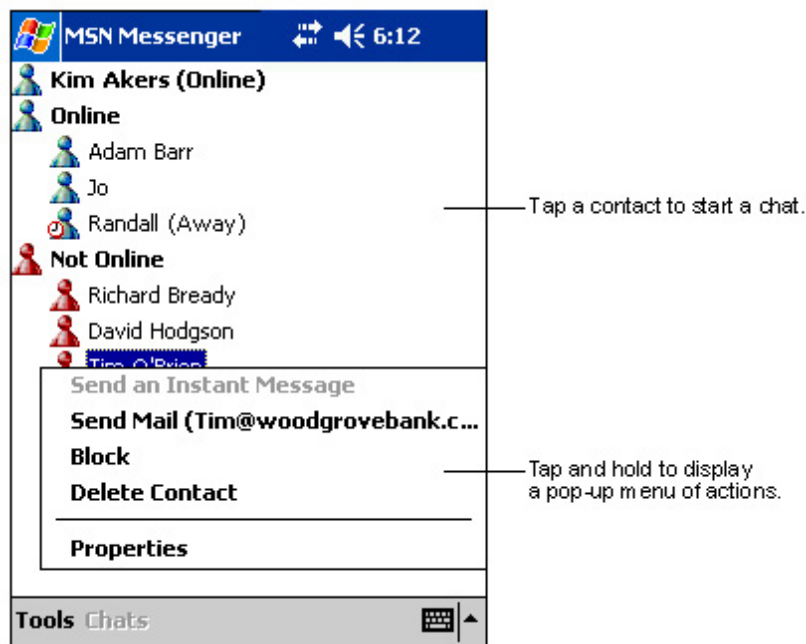 MSN Messenger 6:12
Kim Akers (Online)
Online
Adam Barr
Jo
Randall (Away)
Tap a contact to start a chat.
Not Online
Richard Bready
David Hodgson
Tim O'Brien
Send an Instant Message
Send Mail (Tim@woodgrovebank.c...
Block
Delete Contact
Tap and hold to display
a pop-up menu of actions.
Properties
Tools Chats